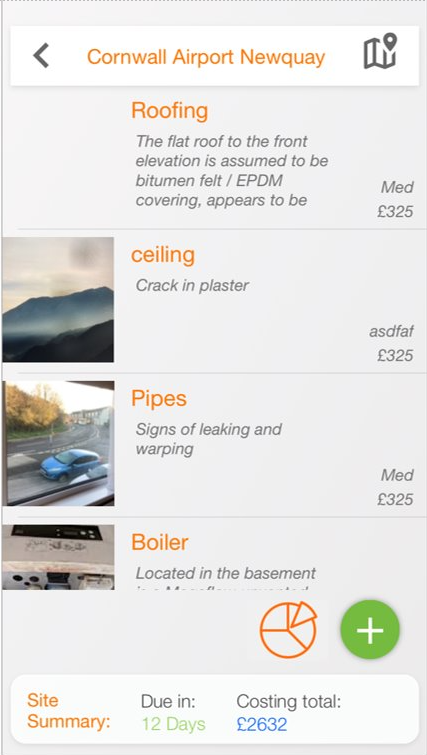 Cornwall Airport Newquay
Roofing
The flat roof to the front
elevation is assumed to be
bitumen felt / EPDM
covering, appears to be
Med
£325
ceiling
Crack in plaster
asdfaf
£325
Pipes
Signs of leaking and
warping
Med
£325
Boiler
Located in the basement
Site
Summary:
Due in:
12 Days
Costing total:
£2632